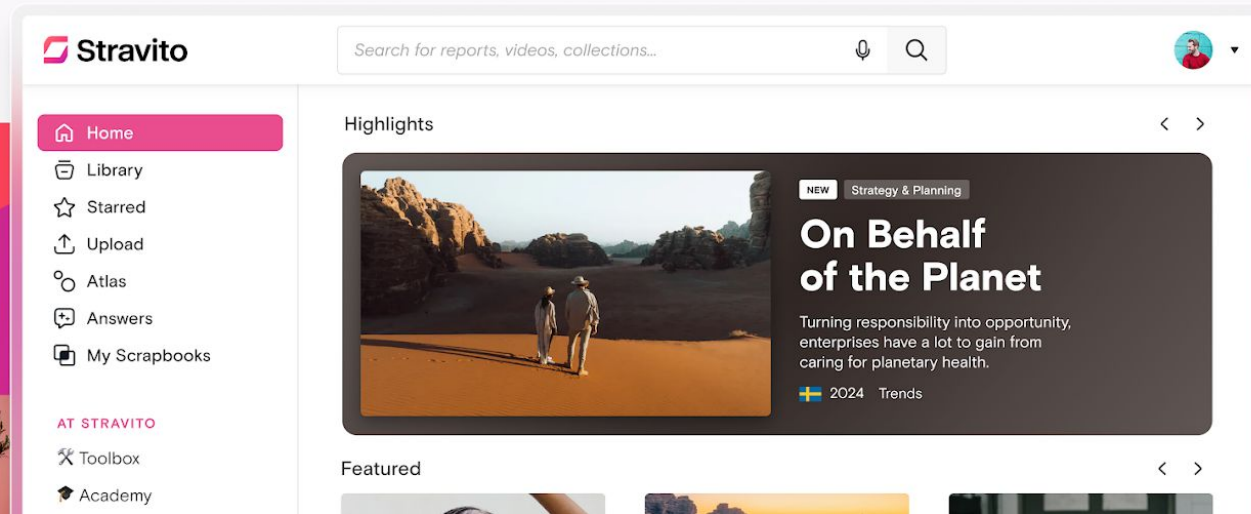 Stravito
Search for reports, videos, collections...
Home
Library
Starred
Upload
Atlas
Answers
My Scrapbooks
AT STRAVITO
Toolbox
Academy
Highlights
NEW
Strategy & Planning
On Behalf
of the Planet
Turning responsibility into opportunity,
enterprises have a lot to gain from
caring for planetary health.
2024 Trends
Featured